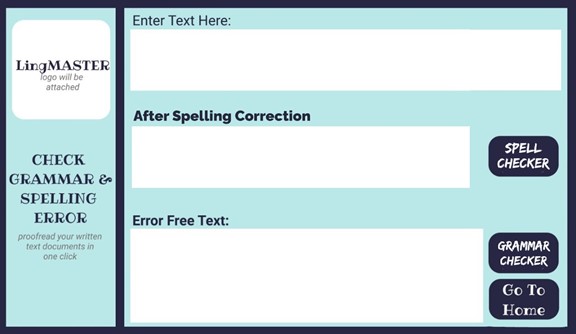 LingMASTER
logo will be
attached
CHECK
GRAMMAR &
SPELLING
ERROR
proofread your written
text documents in
one click
Enter Text Here:
After Spelling Correction
SPELL
CHECKER
Error Free Text:
GRAMMAR
CHECKER
Go To
Home